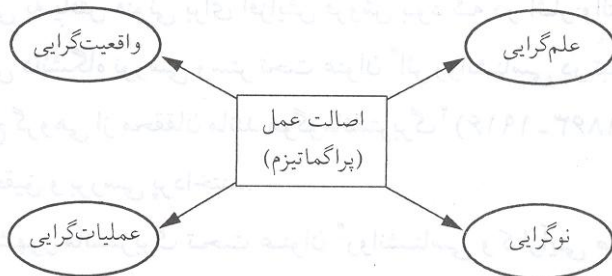 علم‌گرایی
واقعیت‌گرایی
اصالت عمل
(پراگماتیزم)
نوگرایی
عملیات‌گرایی